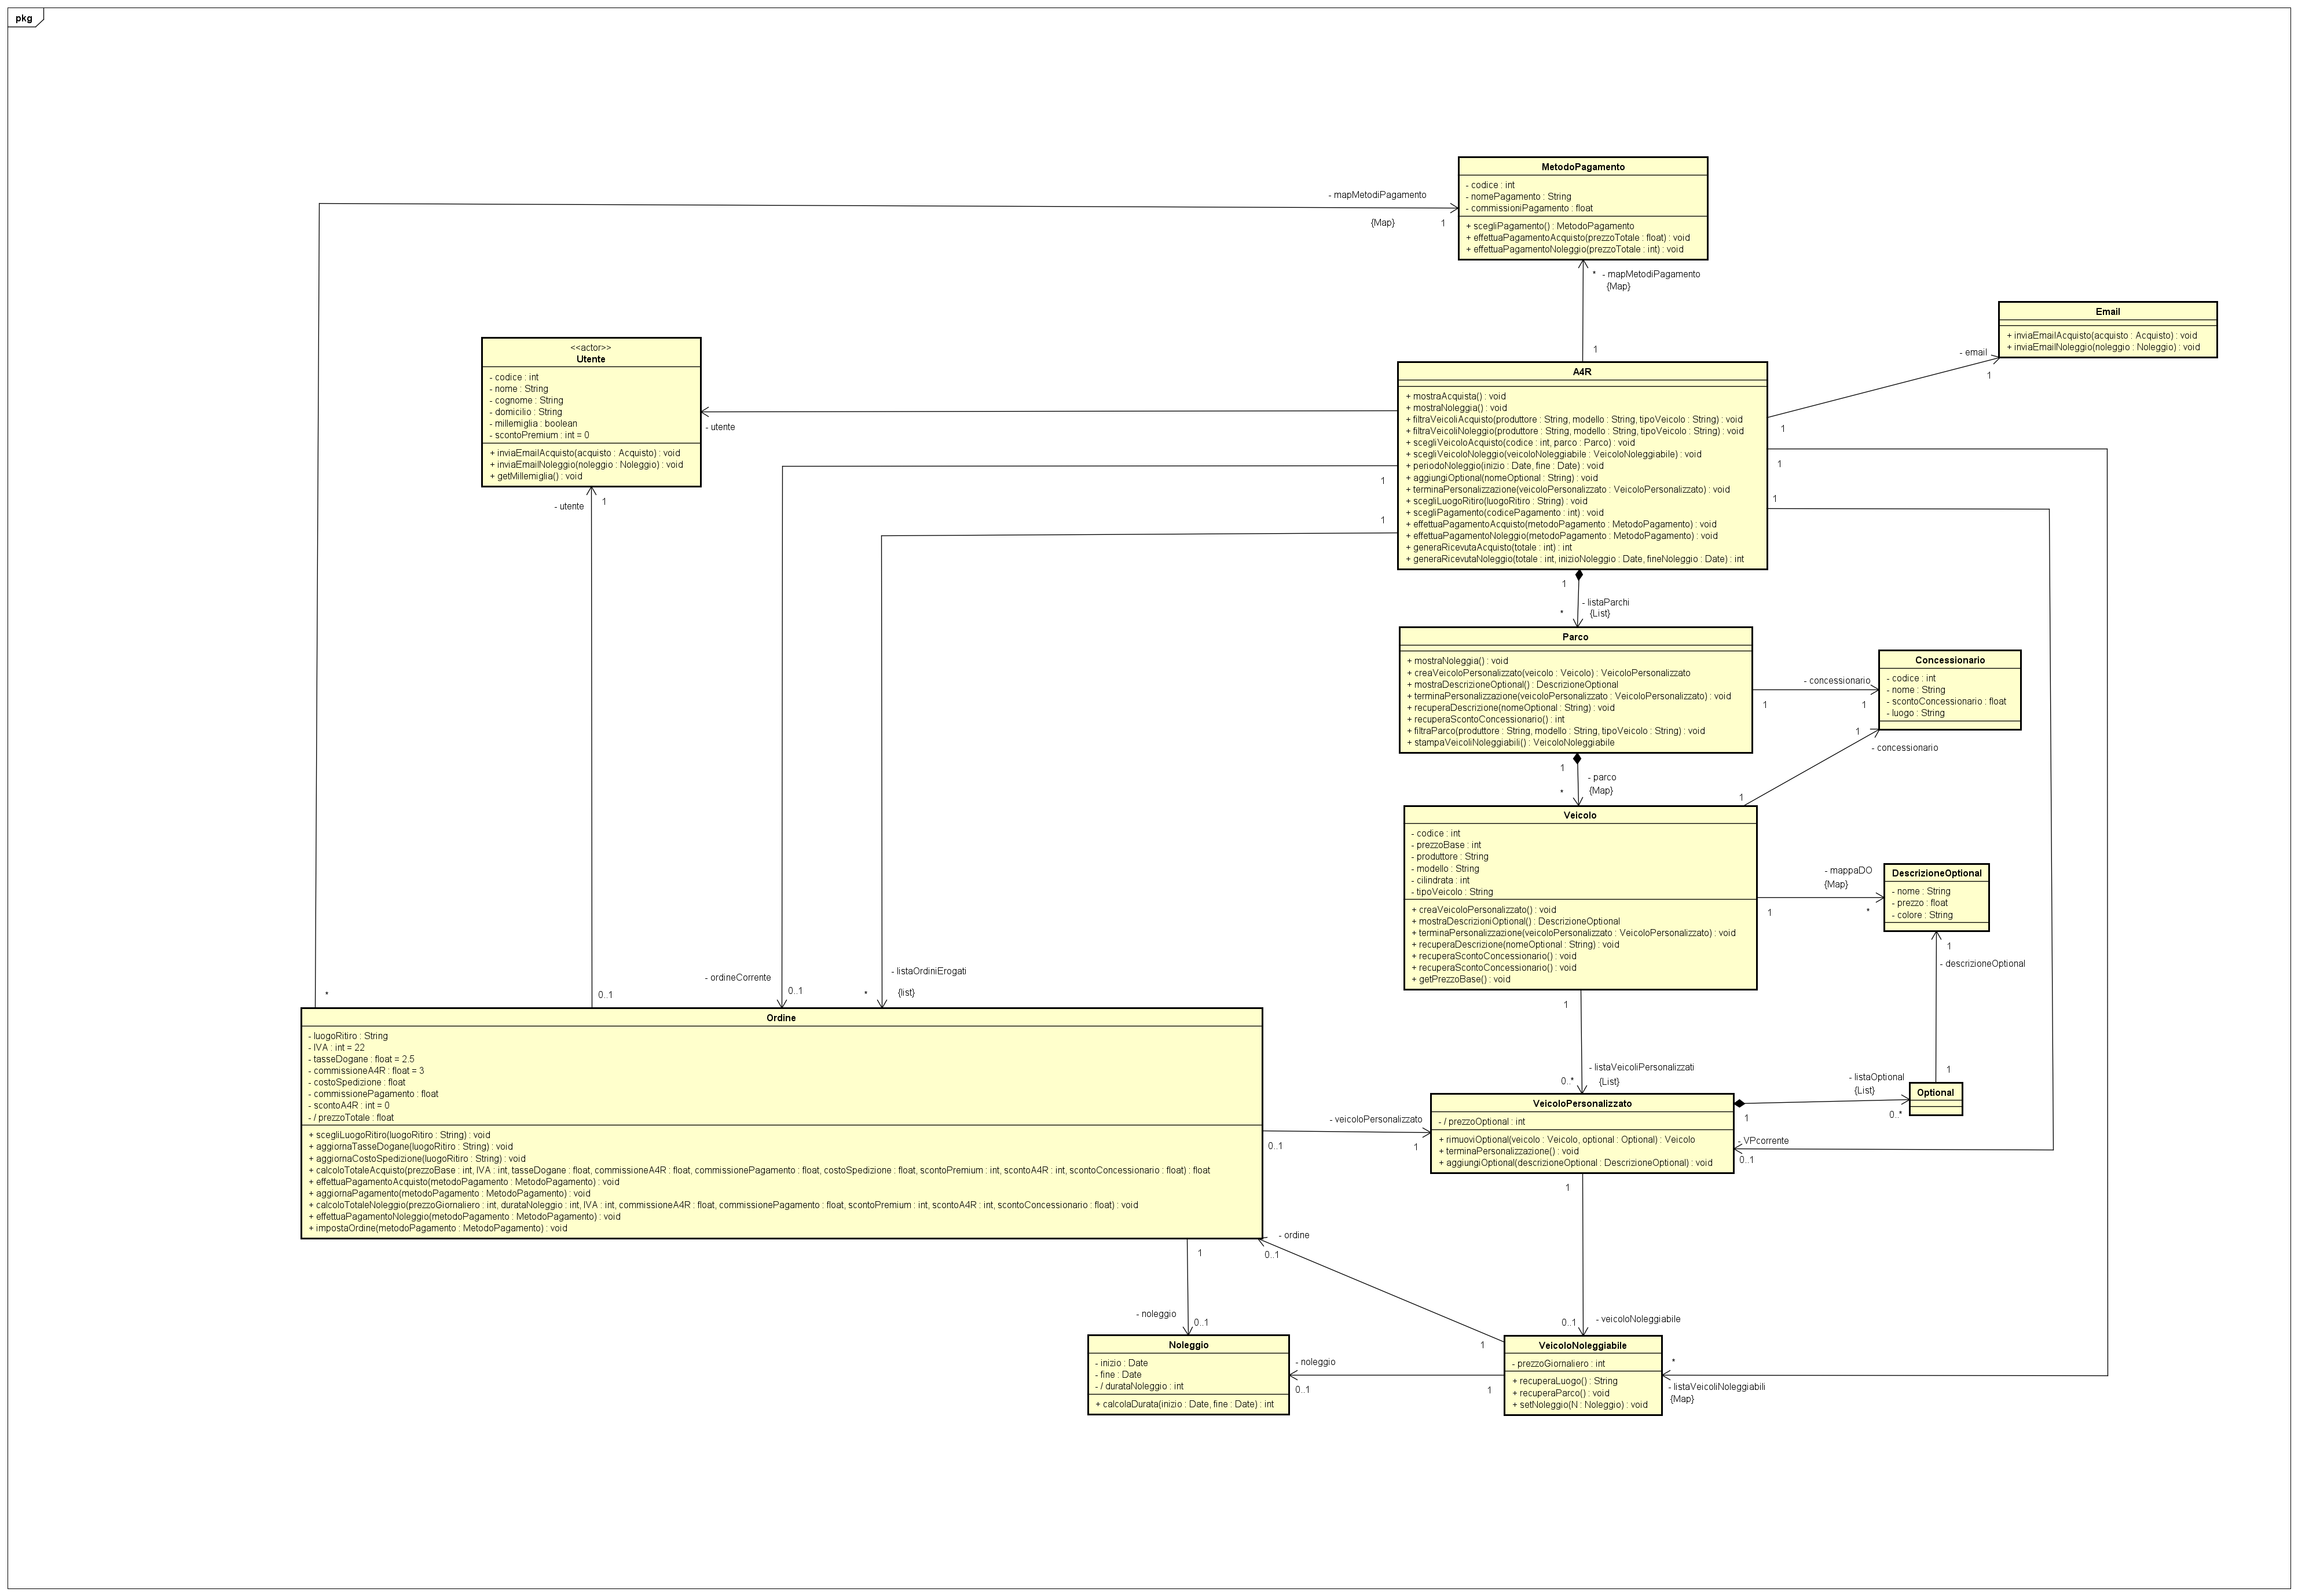 pkg
MetodoPagamento
- codice : int
- nomePagamento : String
- commissioniPagamento : float
+ scegliPagamento() : MetodoPagamento
+ effettuaPagamentoAcquisto(prezzoTotale : float) : void
+ effettuaPagamentoNoleggio(prezzoTotale : int) : void
- mapMetodiPagamento
{Map}
1
* - mapMetodiPagamento
{Map}
1
Email
+ inviaEmailAcquisto(acquisto : Acquisto) : void
+ inviaEmailNoleggio(noleggio : Noleggio) : void
- email
1
1
<<actor>>
Utente
- codice : int
- nome : String
- cognome : String
- domicilio : String
- millemiglia : boolean
- scontoPremium : int = 0
+ inviaEmailAcquisto(acquisto : Acquisto) : void
+ inviaEmailNoleggio(noleggio : Noleggio) : void
+ getMillemiglia() : void
- utente
- utente
1
A4R
+ mostraAcquista() : void
+ mostraNoleggia() : void
+ filtraVeicoliAcquisto(produttore : String, modello : String, tipoVeicolo : String) : void
+ filtraVeicoliNoleggio(produttore : String, modello : String, tipoVeicolo : String) : void
+ scegliVeicoloAcquisto(codice : int, parco : Parco) : void
+ scegliVeicoloNoleggio(veicoloNoleggiabile : VeicoloNoleggiabile) : void
+ periodoNoleggio(inizio : Date, fine : Date) : void
+ aggiungiOptional(nomeOptional : String) : void
+ terminaPersonalizzazione(veicoloPersonalizzato : VeicoloPersonalizzato) : void
+ scegliLuogoRitiro(luogoRitiro : String) : void
+ scegliPagamento(codicePagamento : int) : void
+ effettuaPagamentoAcquisto(metodoPagamento : MetodoPagamento) : void
+ effettuaPagamentoNoleggio(metodoPagamento : MetodoPagamento) : void
+ generaRicevutaAcquisto(totale : int) : int
+ generaRicevutaNoleggio(totale : int, inizioNoleggio : Date, fineNoleggio : Date) : int
1
1
1
1
1
- listaParchi
* {List}
Parco
+ mostraNoleggia() : void
+ creaVeicoloPersonalizzato(veicolo : Veicolo) : VeicoloPersonalizzato
+ mostraDescrizioneOptional() : DescrizioneOptional
+ terminaPersonalizzazione(veicoloPersonalizzato : VeicoloPersonalizzato) : void
+ recuperaDescrizione(nomeOptional : String) : void
+ recuperaScontoConcessionario() : int
+ filtraParco(produttore : String, modello : String, tipoVeicolo : String) : void
+ stampaVeicoliNoleggiabili() : VeicoloNoleggiabile
- concessionario
1
1
Concessionario
- codice : int
- nome : String
- scontoConcessionario : float
- luogo : String
1
- concessionario
1
1
- parco
* {Map}
Veicolo
- codice : int
- prezzoBase : int
- produttore : String
- modello : String
- cilindrata : int
- tipoVeicolo : String
+ creaVeicoloPersonalizzato() : void
+ mostraDescrizioniOptional() : DescrizioneOptional
+ terminaPersonalizzazione(veicoloPersonalizzato : VeicoloPersonalizzato) : void
+ recuperaDescrizione(nomeOptional : String) : void
+ recuperaScontoConcessionario() : void
+ recuperaScontoConcessionario() : void
+ getPrezzoBase() : void
- mappaDO
{Map}
1
*
DescrizioneOptional
- nome : String
- prezzo : float
- colore : String
1
- descrizioneOptional
1
Optional
- listaOptional
{List}
0..*
1
1
- listaVeicoliPersonalizzati
0..* {List}
VeicoloPersonalizzato
- / prezzoOptional : int
+ rimuoviOptional(veicolo : Veicolo, optional : Optional) : Veicolo
+ terminaPersonalizzazione() : void
+ aggiungiOptional(descrizioneOptional : DescrizioneOptional) : void
- VPcorrente
0..1
*
0..1
- ordineCorrente
0..1
- listaOrdiniErogati
*
{list}
Ordine
- luogoRitiro : String
- IVA : int = 22
- tasseDogane : float = 2.5
- commissioneA4R : float = 3
- costoSpedizione : float
- commissionePagamento : float
- scontoA4R : int = 0
- / prezzoTotale : float
+ scegliLuogoRitiro(luogoRitiro : String) : void
+ aggiornaTasseDogane(luogoRitiro : String) : void
+ aggiornaCostoSpedizione(luogoRitiro : String) : void
+ calcoloTotaleAcquisto(prezzoBase : int, IVA : int, tasseDogane : float, commissioneA4R : float, commissionePagamento : float, costoSpedizione : float, scontoPremium : int, scontoA4R : int, scontoConcessionario : float) : float
+ effettuaPagamentoAcquisto(metodoPagamento : MetodoPagamento) : void
+ aggiornaPagamento(metodoPagamento : MetodoPagamento) : void
+ calcoloTotaleNoleggio(prezzoGiornaliero : int, durataNoleggio : int, IVA : int, commissioneA4R : float, commissionePagamento : float, scontoPremium : int, scontoA4R : int, scontoConcessionario : float) : void
+ effettuaPagamentoNoleggio(metodoPagamento : MetodoPagamento) : void
+ impostaOrdine(metodoPagamento : MetodoPagamento) : void
- veicoloPersonalizzato
0..1
1
1
- noleggio
0..1
- ordine
0..1
1
1
0..1 - veicoloNoleggiabile
Noleggio
- inizio : Date
- fine : Date
- / durataNoleggio : int
+ calcolaDurata(inizio : Date, fine : Date) : int
- noleggio
0..1
1
VeicoloNoleggiabile
- prezzoGiornaliero : int
+ recuperaLuogo() : String
+ recuperaParco() : void
+ setNoleggio(N : Noleggio) : void
*
- listaVeicoliNoleggiabili
{Map}